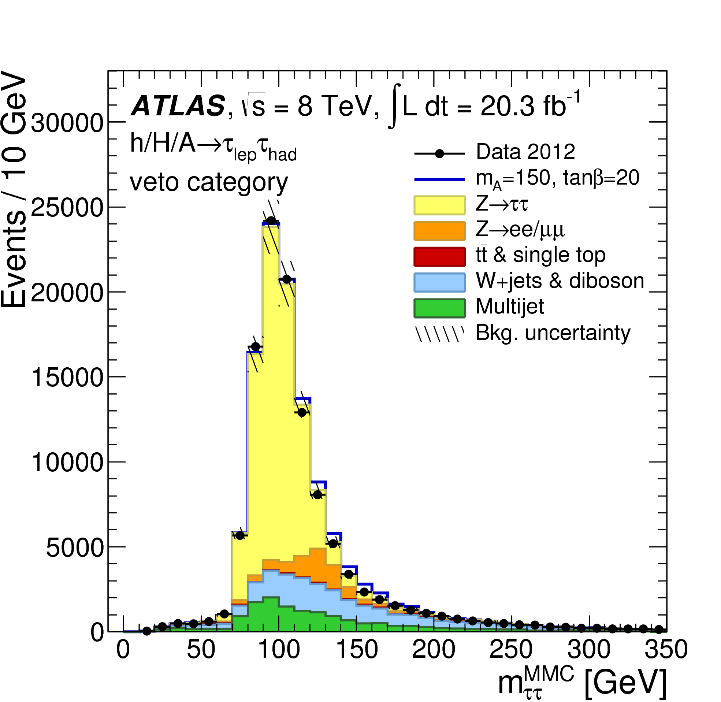 ATLAS, √s = 8 TeV, ∫L dt = 20.3 fb⁻¹
h/H/A→τlepτhad
veto category
Data 2012
mA=150, tanβ=20
Z→ττ
Z→ee/μμ
tt̄ & single top
W+jets & diboson
Multijet
Bkg. uncertainty
Events / 10 GeV
30000
25000
20000
15000
10000
5000
0
0 50 100 150 200 250 300 350
mττMMC [GeV]